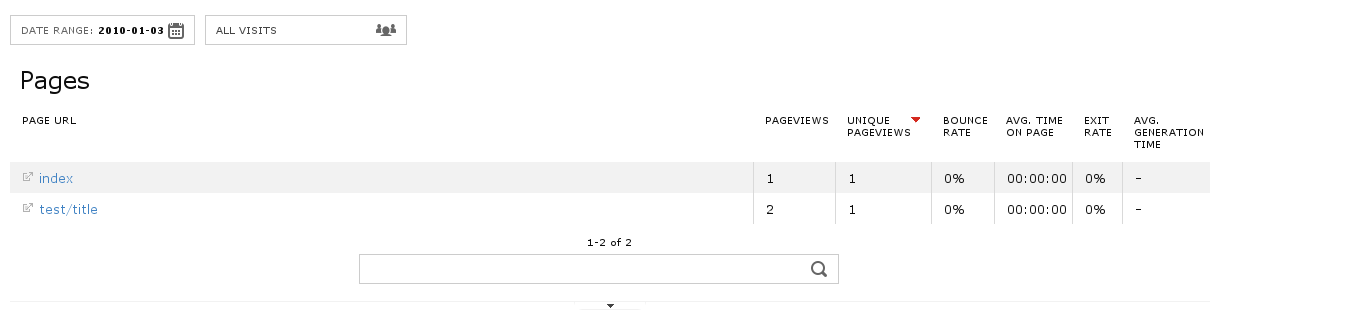 DATE RANGE: 2010-01-03 ALL VISITS
Pages
PAGE URL PAGEVIEWS UNIQUE PAGEVIEWS BOUNCE RATE AVG. TIME ON PAGE EXIT RATE AVG. GENERATION TIME
index 1 1 0% 00:00:00 0% -
test/title 2 1 0% 00:00:00 0% -
1-2 of 2